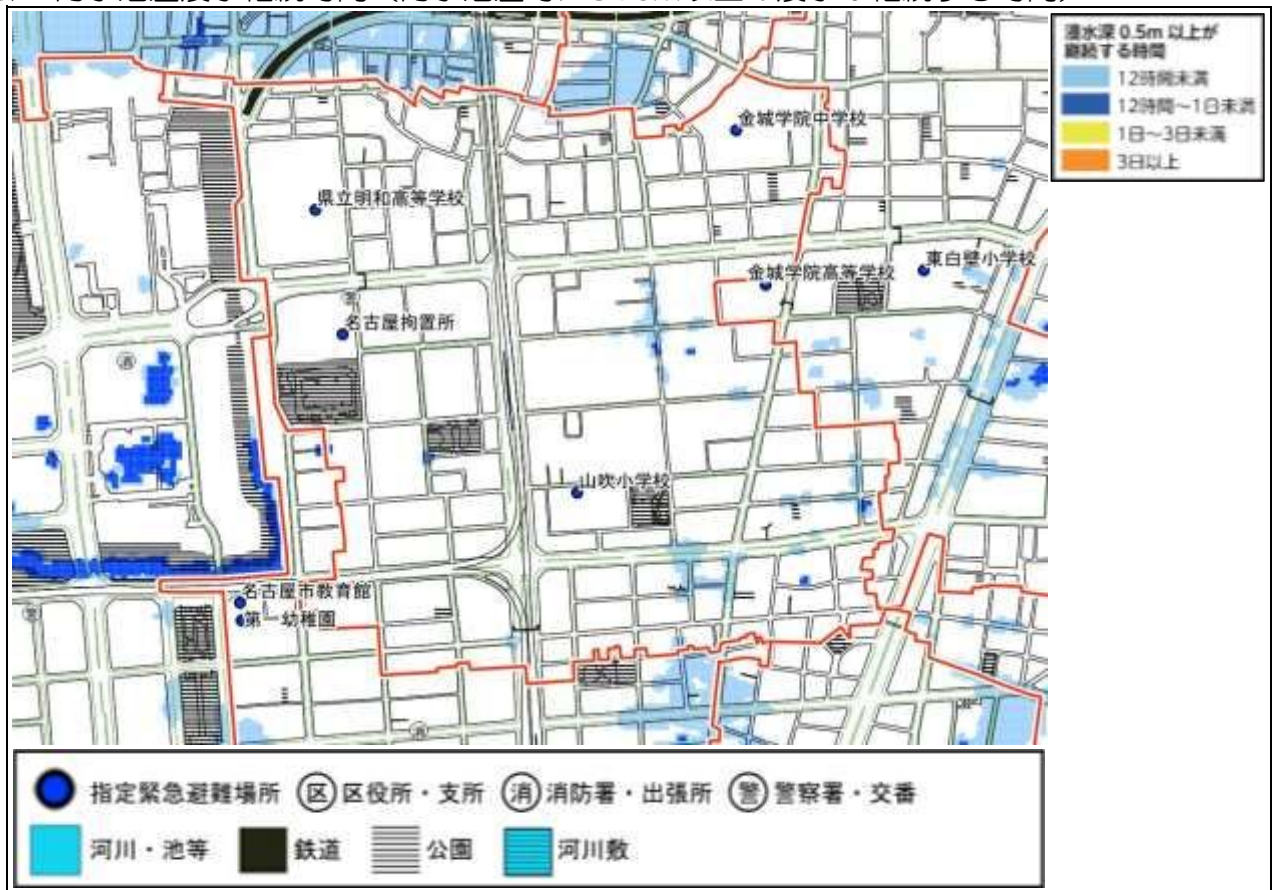 浸水深 0.5m 以上が
継続する時間
12時間未満
12時間～1日未満
1日～3日未満
3日以上
金城学院中学校
県立明和高等学校
東白壁小学校
金城学院高等学校
名古屋拘置所
山吹小学校
名古屋市教育館
第一幼稚園
消
警
消
指定緊急避難場所 区 区役所・支所 消 消防署・出張所 警 警察署・交番
河川・池等 鉄道 公園 河川敷